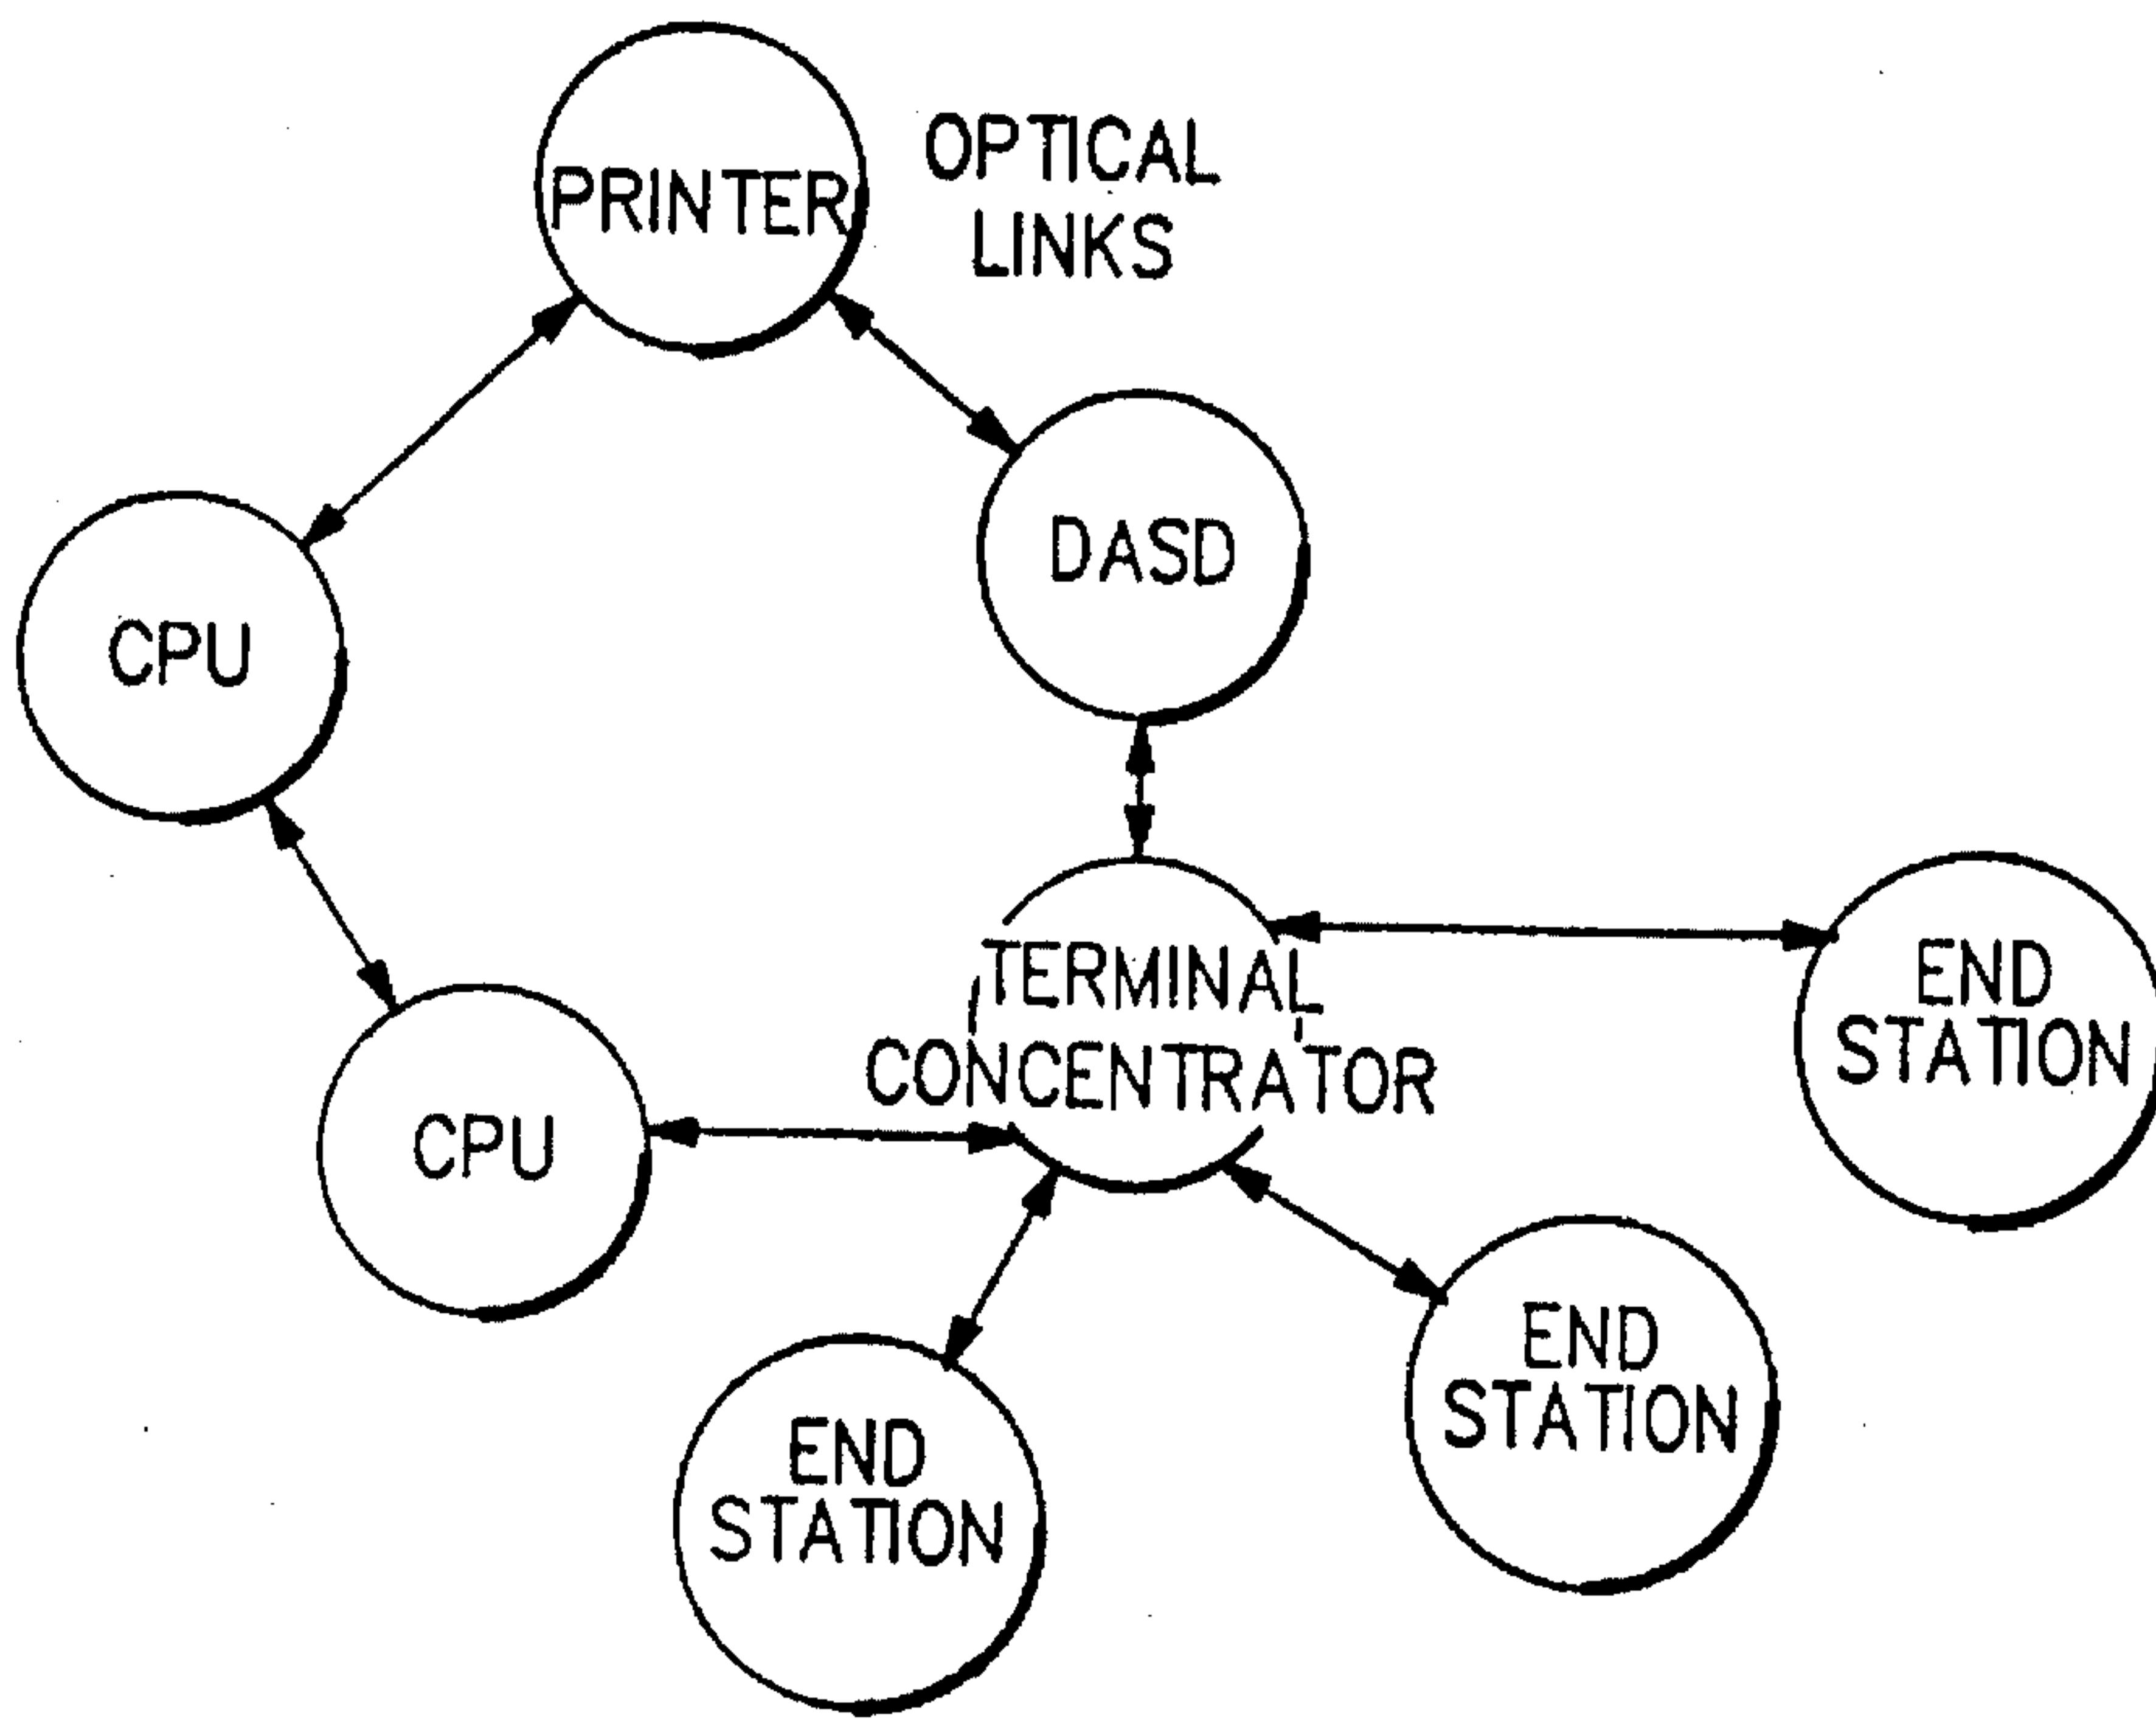 PRINTER
OPTICAL
LINKS
DASD
CPU
TERMINAL
CONCENTRATOR
END
STATION
CPU
END
STATION
END
STATION